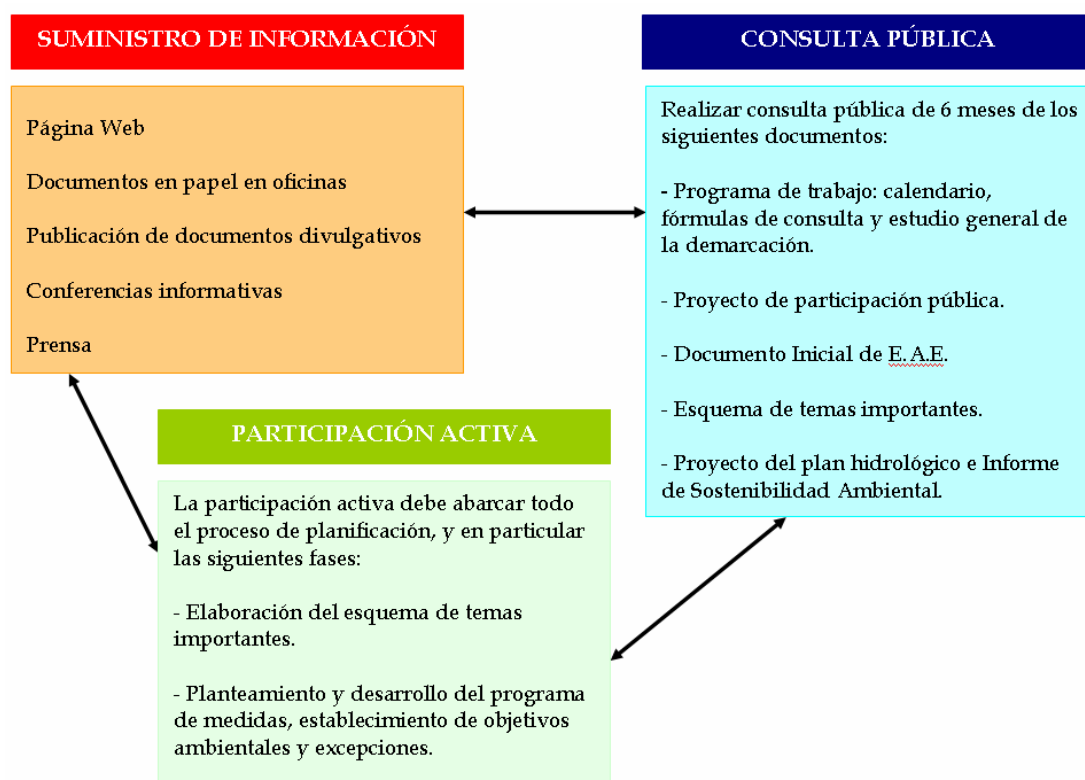 SUMINISTRO DE INFORMACIÓN
Página Web
Documentos en papel en oficinas
Publicación de documentos divulgativos
Conferencias informativas
Prensa
CONSULTA PÚBLICA
Realizar consulta pública de 6 meses de los
siguientes documentos:
- Programa de trabajo: calendario,
fórmulas de consulta y estudio general de
la demarcación.
- Proyecto de participación pública.
- Documento Inicial de E.A.E.
- Esquema de temas importantes.
- Proyecto del plan hidrológico e Informe
de Sostenibilidad Ambiental.
PARTICIPACIÓN ACTIVA
La participación activa debe abarcar todo
el proceso de planificación, y en particular
las siguientes fases:
- Elaboración del esquema de temas
importantes.
- Planteamiento y desarrollo del programa
de medidas, establecimiento de objetivos
ambientales y excepciones.